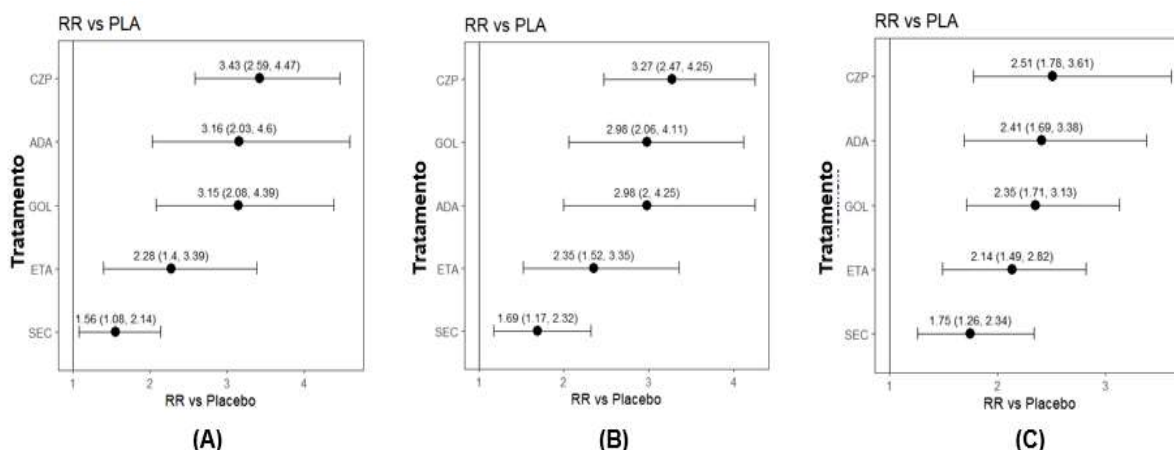 RR vs PLA
CZP
3.43 (2.59, 4.47)
ADA
3.16 (2.03, 4.6)
GOL
3.15 (2.08, 4.39)
ETA
2.28 (1.4, 3.39)
SEC
1.56 (1.08, 2.14)
Tratamento
1 2 3 4
RR vs Placebo
(A)
RR vs PLA
CZP
3.27 (2.47, 4.25)
GOL
2.98 (2.06, 4.11)
ADA
2.98 (2, 4.25)
ETA
2.35 (1.52, 3.35)
SEC
1.69 (1.17, 2.32)
Tratamento
1 2 3 4
RR vs Placebo
(B)
RR vs PLA
CZP
2.51 (1.78, 3.61)
ADA
2.41 (1.69, 3.38)
GOL
2.35 (1.71, 3.13)
ETA
2.14 (1.49, 2.82)
SEC
1.75 (1.26, 2.34)
Tratamento
1 2 3
RR vs Placebo
(C)